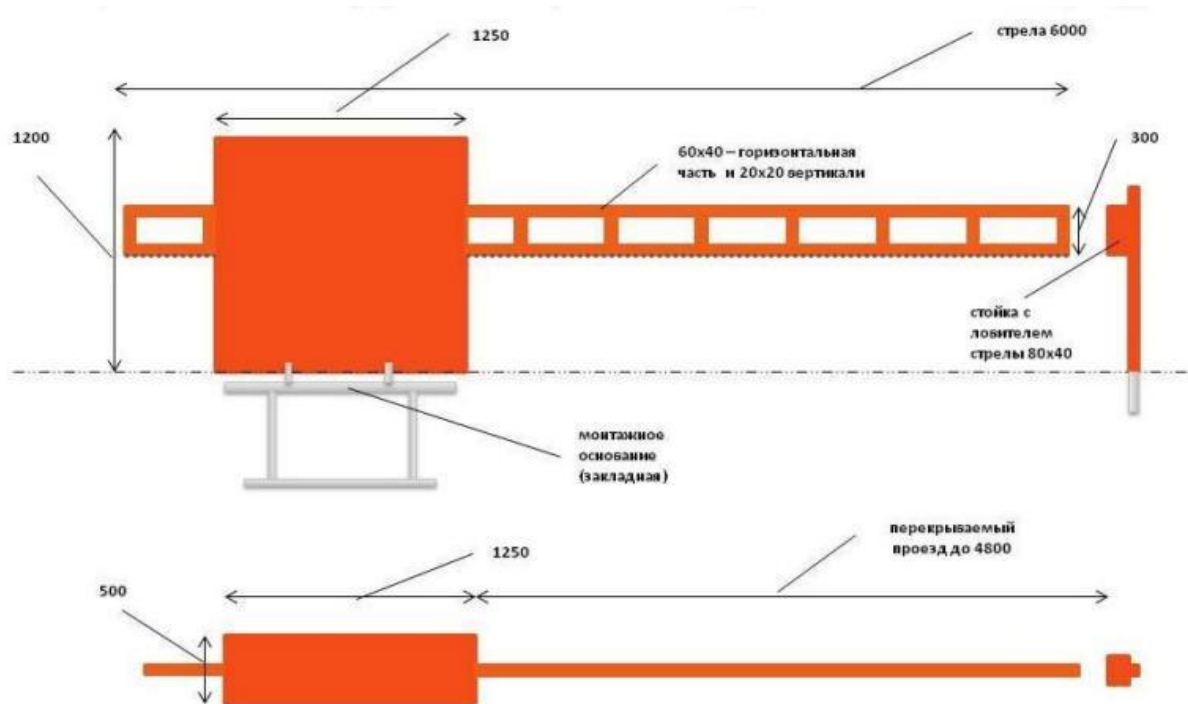 1250
стрела 6000
1200
300
60х40 – горизонтальная
часть и 20х20 вертикали
стойка с
ловителем
стрелы 80х40
монтажное
основание
(закладная)
перекрываемый
проезд до 4800
1250
500